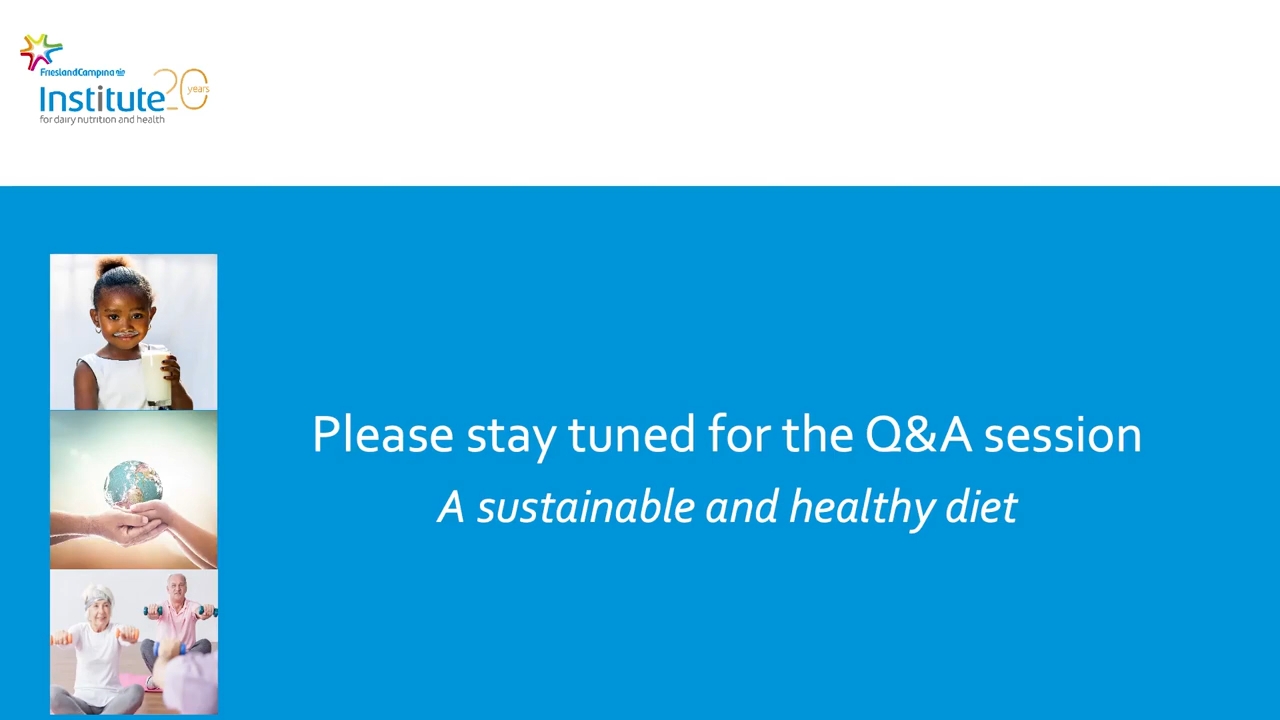 FrieslandCampina
Institute 20 years
for dairy nutrition and health
Please stay tuned for the Q&A session
A sustainable and healthy diet